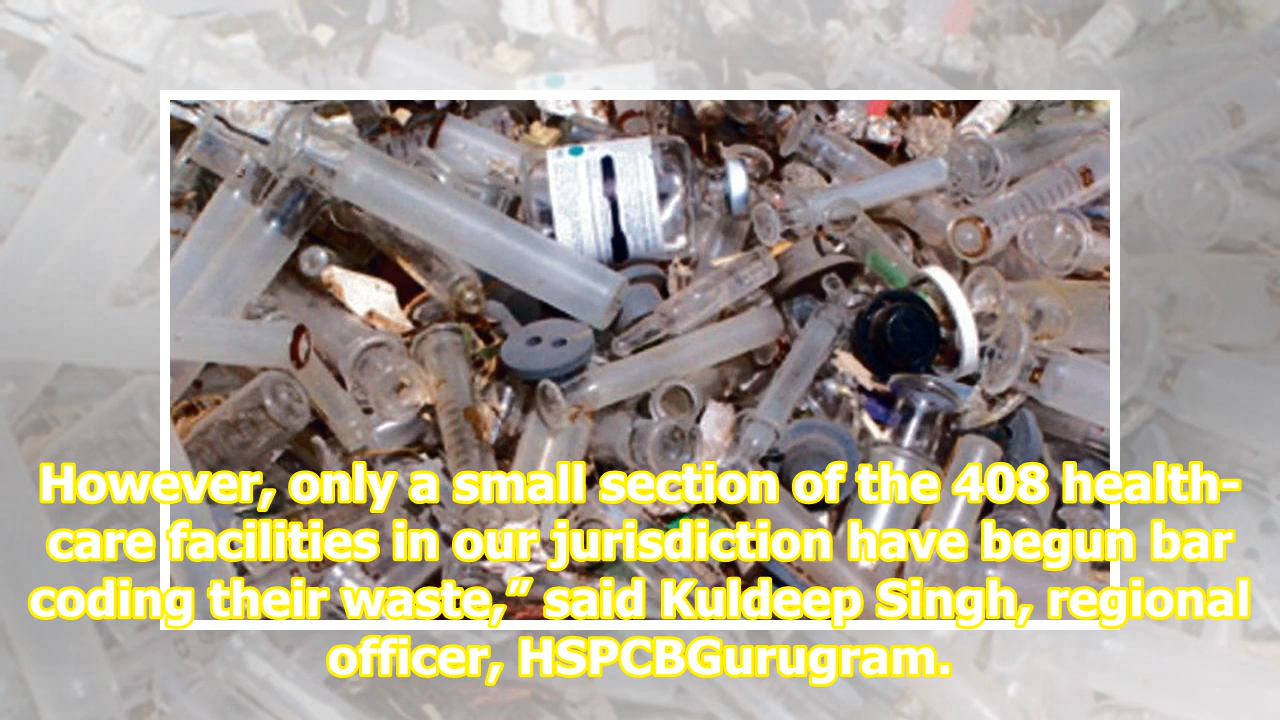 However, only a small section of the 408 health-
care facilities in our jurisdiction have begun bar
coding their waste,” said Kuldeep Singh, regional
officer, HSPCBGurugram.